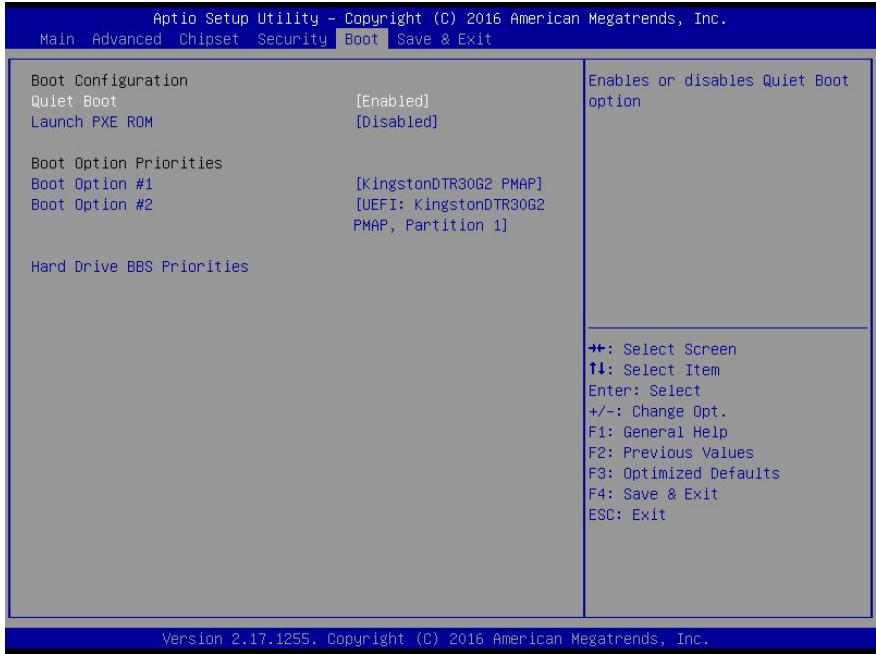 Aptio Setup Utility – Copyright (C) 2016 American Megatrends, Inc.
Main Advanced Chipset Security Boot Save & Exit
Boot Configuration
Quiet Boot [Enabled]
Launch PXE ROM [Disabled]
Boot Option Priorities
Boot Option #1 [KingstonDTR30G2 PMAP]
Boot Option #2 [UEFI: KingstonDTR30G2
PMAP, Partition 1]
Hard Drive BBS Priorities
Enables or disables Quiet Boot
option
→←: Select Screen
↑↓: Select Item
Enter: Select
+/-: Change Opt.
F1: General Help
F2: Previous Values
F3: Optimized Defaults
F4: Save & Exit
ESC: Exit
Version 2.17.1255. Copyright (C) 2016 American Megatrends, Inc.